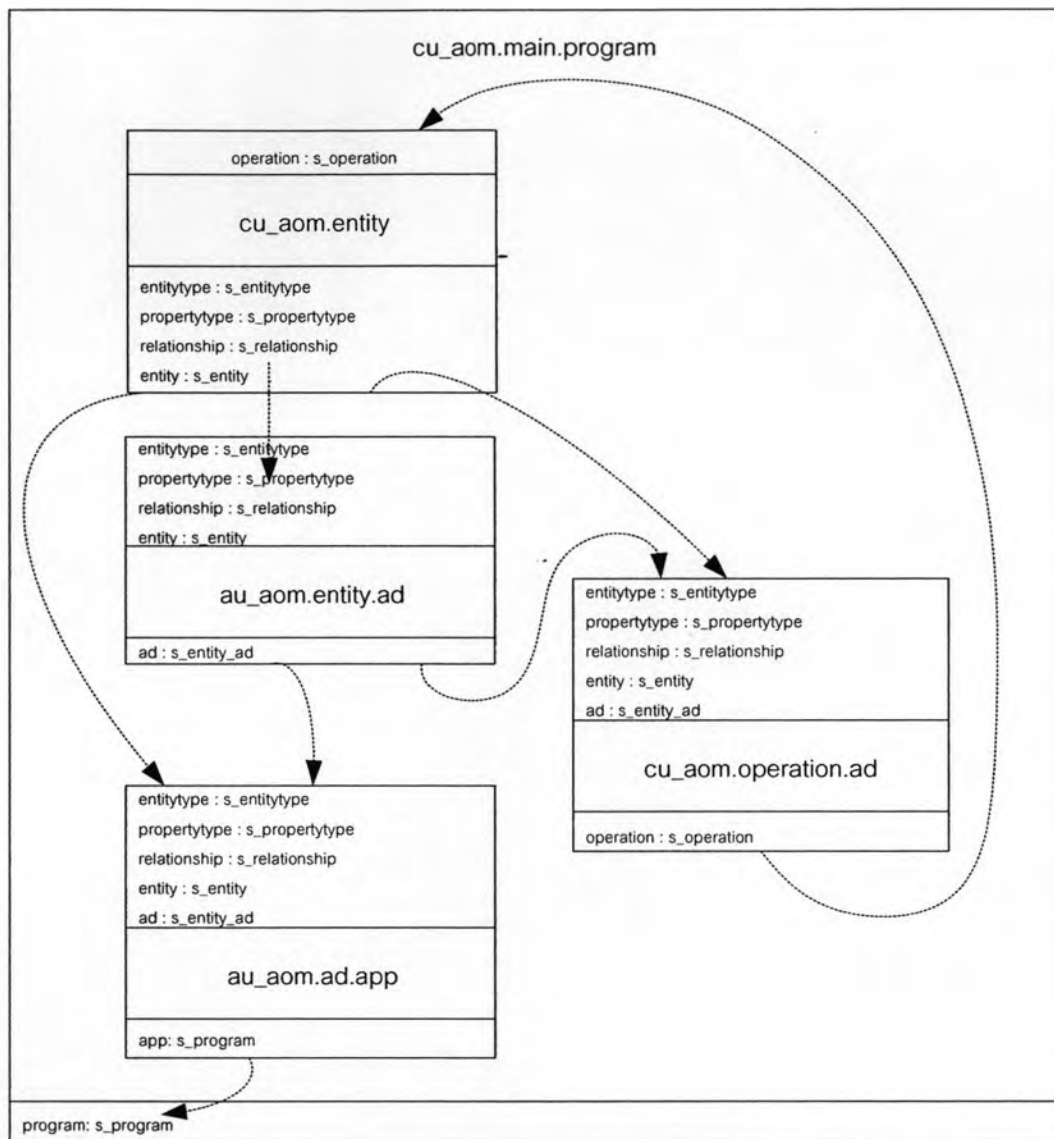 cu_aom.main.program
operation : s_operation
cu_aom.entity
entitytype : s_entitytype
propertytype : s_propertytype
relationship : s_relationship
entity : s_entity
entitytype : s_entitytype
propertytype : s_propertytype
relationship : s_relationship
entity : s_entity
au_aom.entity.ad
ad : s_entity_ad
entitytype : s_entitytype
propertytype : s_propertytype
relationship : s_relationship
entity : s_entity
ad : s_entity_ad
cu_aom.operation.ad
operation : s_operation
entitytype : s_entitytype
propertytype : s_propertytype
relationship : s_relationship
entity : s_entity
ad : s_entity_ad
au_aom.ad.app
app: s_program
program: s_program